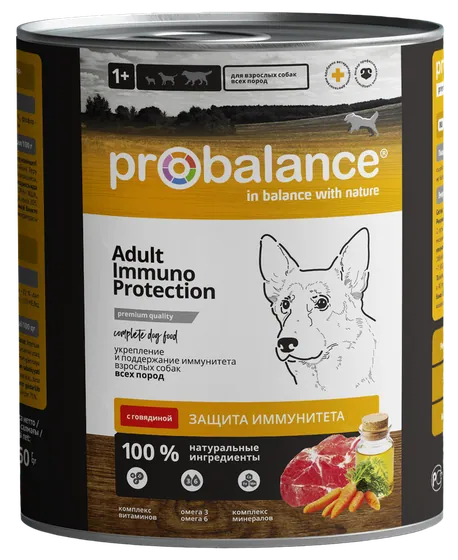 1+
для взрослых собак
всех пород
probalance®
in balance with nature
Adult
Immuno
Protection
premium quality
complete dog food
укрепление
и поддержание иммунитета
взрослых собак
всех пород
с говядиной
ЗАЩИТА ИММУНИТЕТА
100 %
натуральные
ингредиенты
комплекс
витаминов
омега 3
омега 6
комплекс
минералов